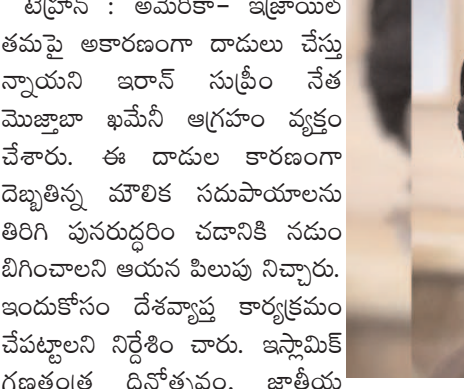 టెహ్రాన్ : అమెరికా- ఇజ్రాయిల్
తమపై అకారణంగా దాడులు చేస్తు
న్నాయని ఇరాన్ సుప్రీం నేత
మొజ్తాబా ఖమేనీ ఆగ్రహం వ్యక్తం
చేశారు. ఈ దాడుల కారణంగా
దెబ్బతిన్న మౌలిక సదుపాయాలను
తిరిగి పునరుద్ధరిం చడానికి నడుం
బిగించాలని ఆయన పిలుపు నిచ్చారు.
ఇందుకోసం దేశవ్యాప్త కార్యక్రమం
చేపట్టాలని నిర్దేశిం చారు. ఇస్లామిక్
గణతంత్ర దినోత్సవం, జాతీయ